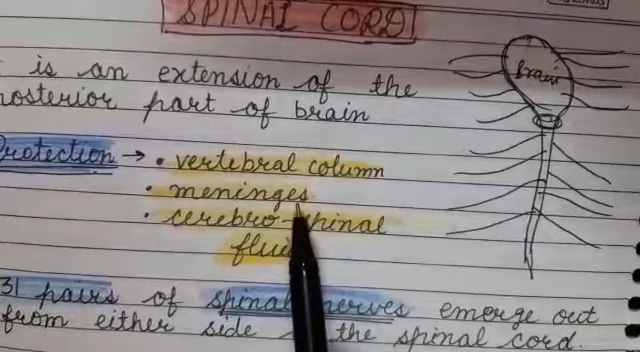 SPINAL CORD
is an extension of the
posterior part of brain
Brain
Protection → • vertebral column
• meninges
• cerebro-spinal
fluid
31 pairs of spinal nerves emerge out
from either side the spinal cord.